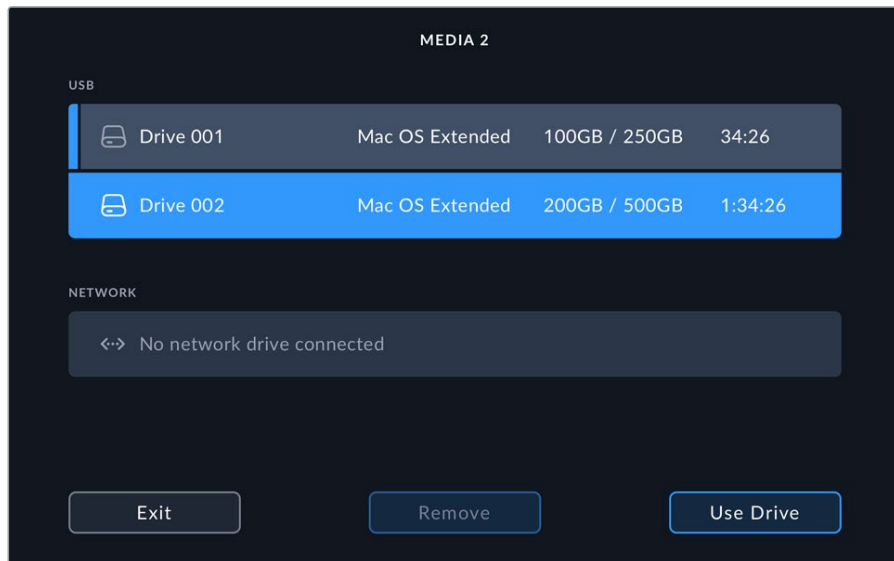 MEDIA 2
USB
Drive 001 Mac OS Extended 100GB / 250GB 34:26
Drive 002 Mac OS Extended 200GB / 500GB 1:34:26
NETWORK
No network drive connected
Exit Remove Use Drive